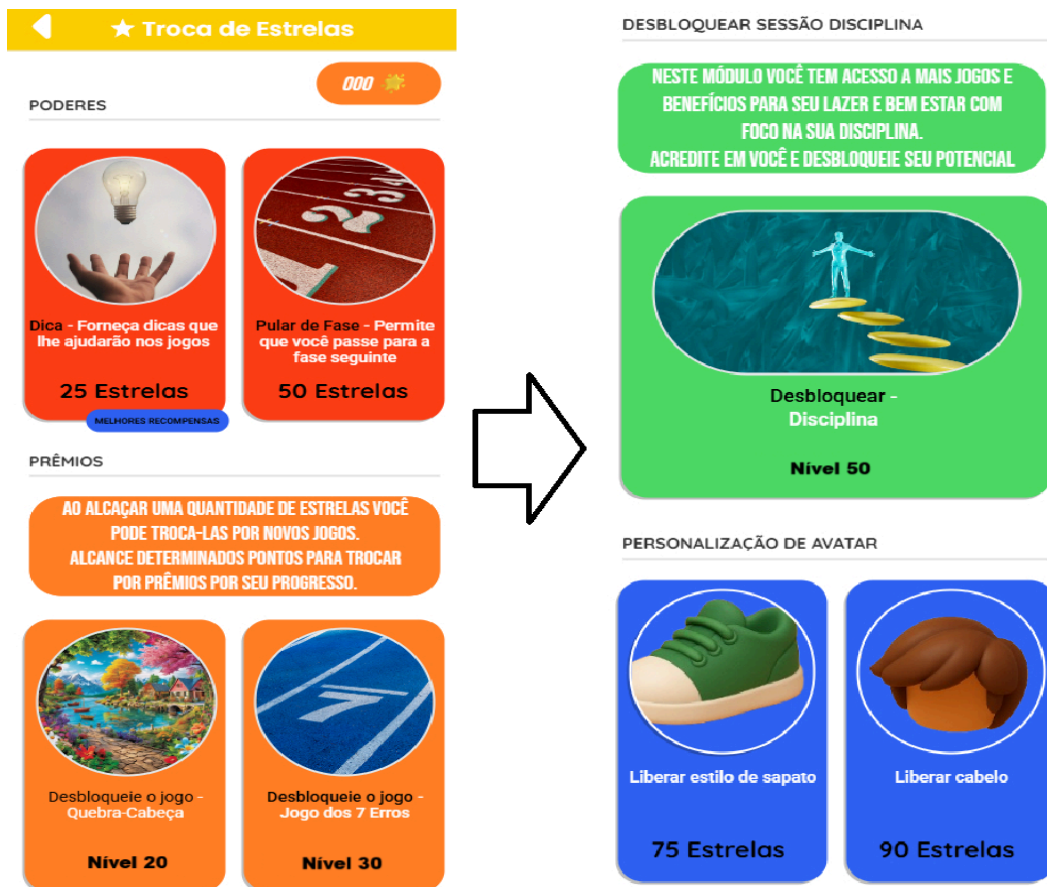 ★ Troca de Estrelas
000
PODERES
Dica - Forneça dicas que
lhe ajudarão nos jogos
25 Estrelas
Pular de Fase - Permite
que você passe para a
fase seguinte
50 Estrelas
MELHORES RECOMPENSAS
PRÊMIOS
AO ALCAÇAR UMA QUANTIDADE DE ESTRELAS VOCÊ
PODE TROCA-LAS POR NOVOS JOGOS.
ALCANCE DETERMINADOS PONTOS PARA TROCAR
POR PRÊMIOS POR SEU PROGRESSO.
Desbloqueie o jogo -
Quebra-Cabeça
Nível 20
7
Desbloqueie o jogo -
Jogo dos 7 Erros
Nível 30
DESBLOQUEAR SESSÃO DISCIPLINA
NESTE MÓDULO VOCÊ TEM ACESSO A MAIS JOGOS E
BENEFÍCIOS PARA SEU LAZER E BEM ESTAR COM
FOCO NA SUA DISCIPLINA.
ACREDITE EM VOCÊ E DESBLOQUEIE SEU POTENCIAL
Desbloquear -
Disciplina
Nível 50
PERSONALIZAÇÃO DE AVATAR
Liberar estilo de sapato
75 Estrelas
Liberar cabelo
90 Estrelas